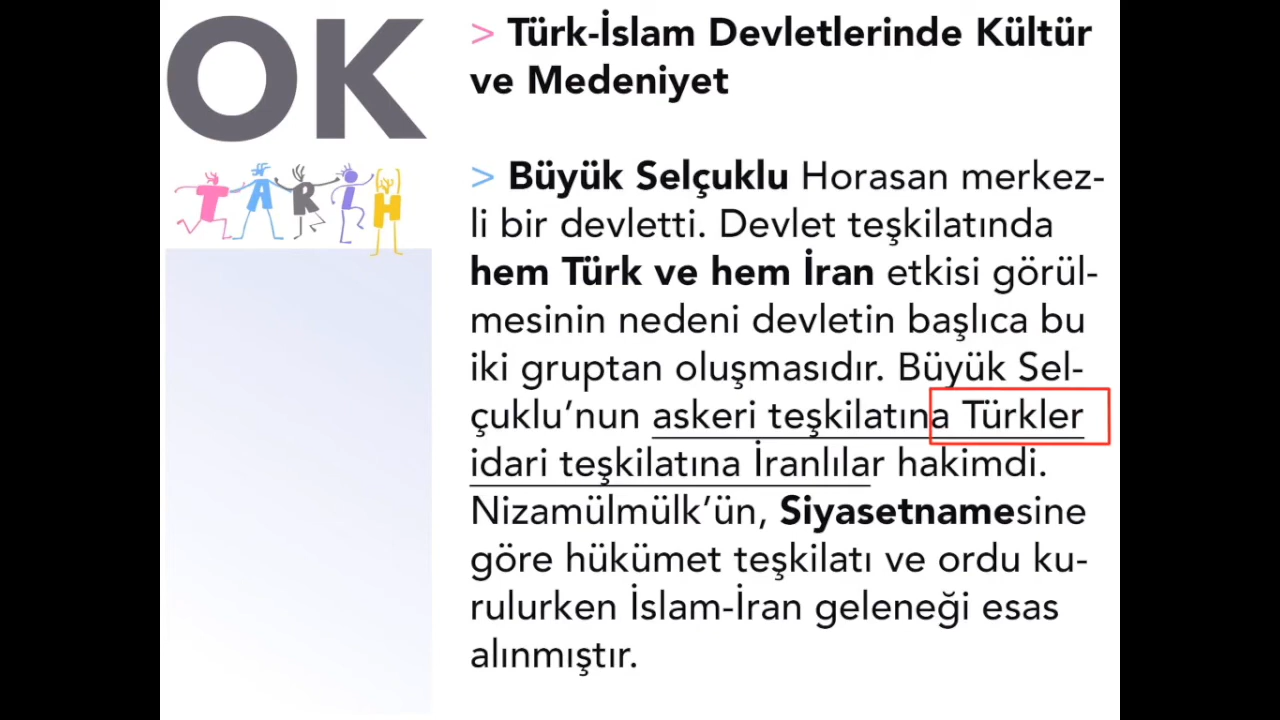 OK
TARİH
> Türk-İslam Devletlerinde Kültür
ve Medeniyet
> Büyük Selçuklu Horasan merkez-
li bir devletti. Devlet teşkilatında
hem Türk ve hem İran etkisi görül-
mesinin nedeni devletin başlıca bu
iki gruptan oluşmasıdır. Büyük Sel-
çuklu’nun askeri teşkilatına Türkler
idari teşkilatına İranlılar hakimdi.
Nizamülmülk’ün, Siyasetnamesine
göre hükümet teşkilatı ve ordu ku-
rulurken İslam-İran geleneği esas
alınmıştır.